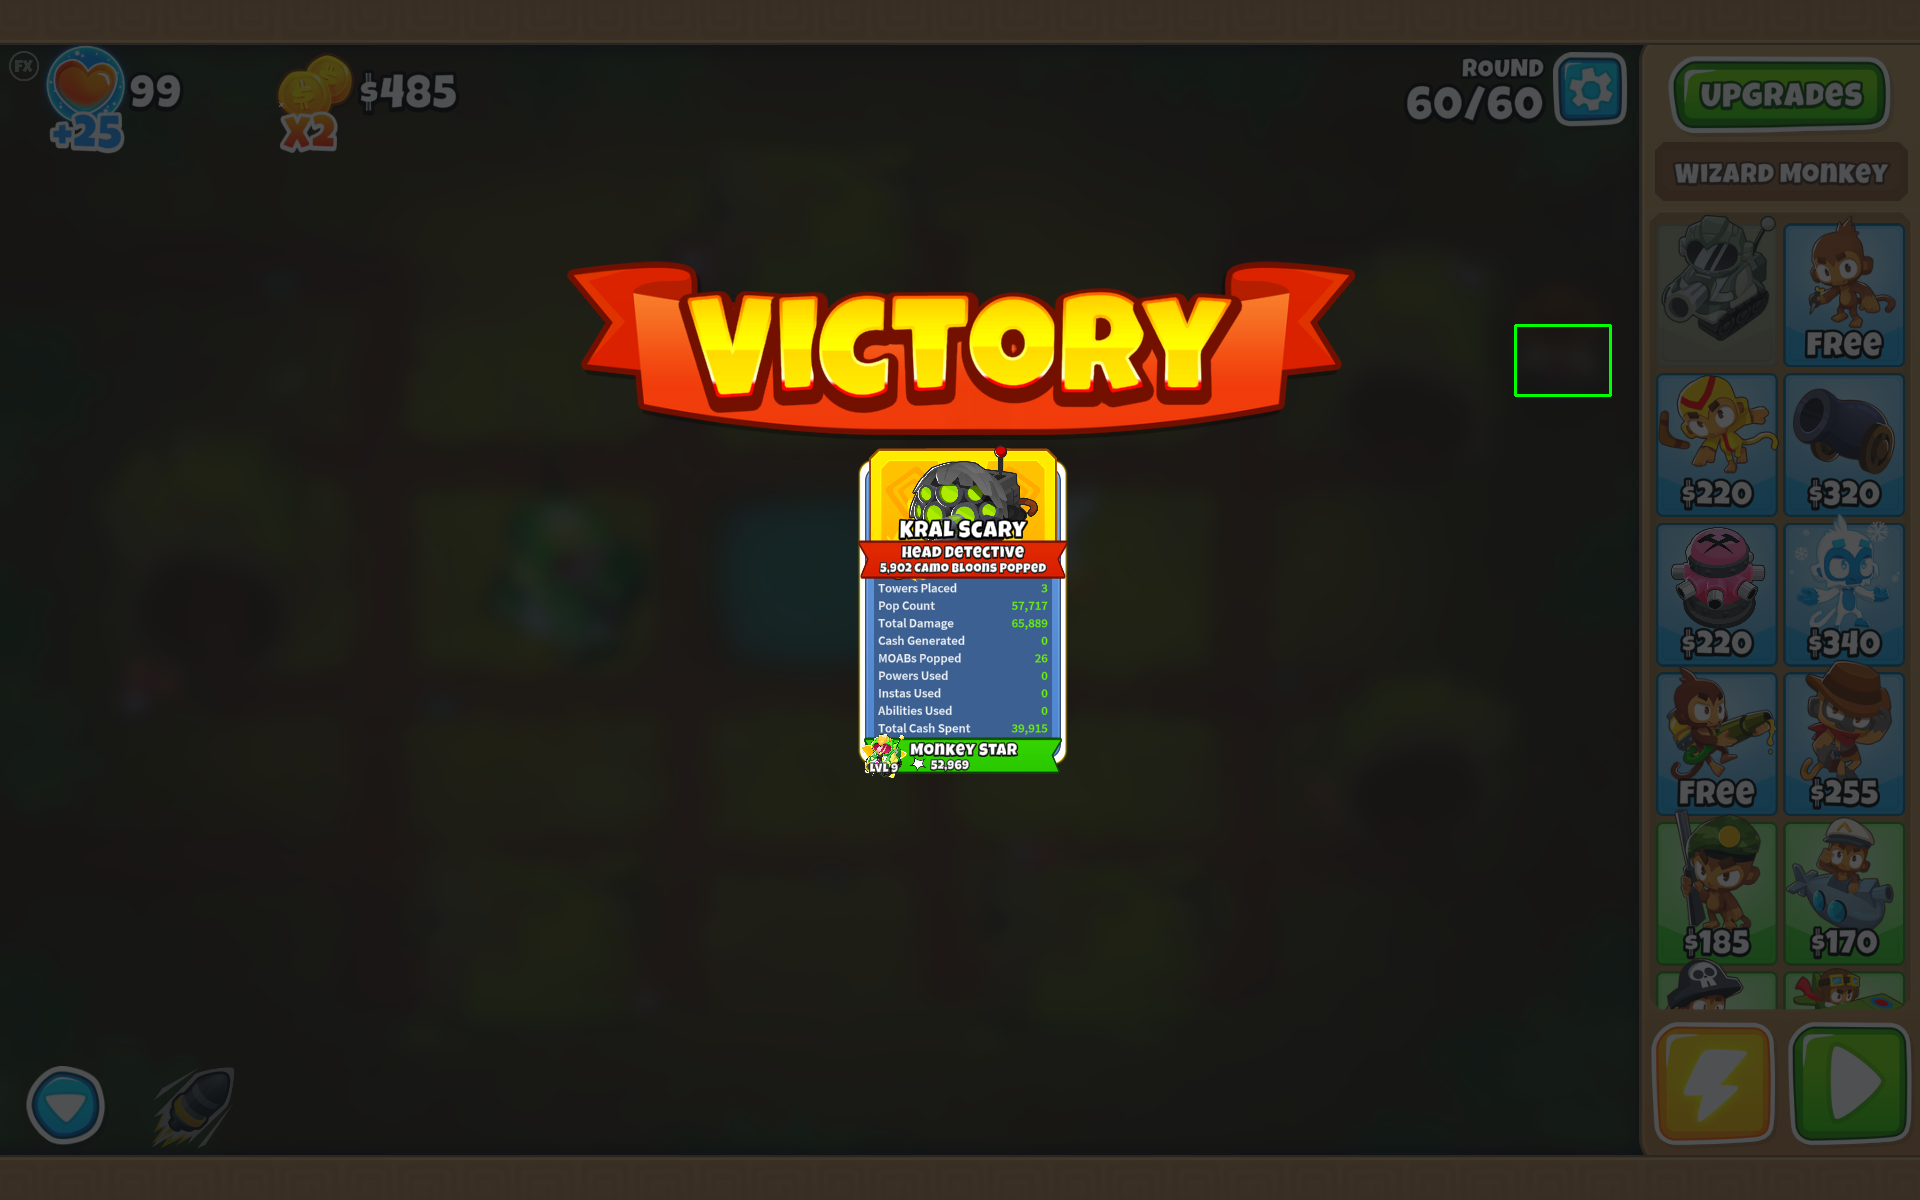 FX
99
+25
$485
X2
ROUND
60/60
UPGRADES
WIZARD MONKEY
VICTORY
KRAL SCARY
HEAD DETECTIVE
5,902 CAMO BLOONS POPPED
Towers Placed 3
Pop Count 57,717
Total Damage 65,889
Cash Generated 0
MOABs Popped 26
Powers Used 0
Instas Used 0
Abilities Used 0
Total Cash Spent 39,915
MONKEY STAR
LVL 9
52,969
FREE
$220
$320
$220
$340
FREE
$255
$185
$170